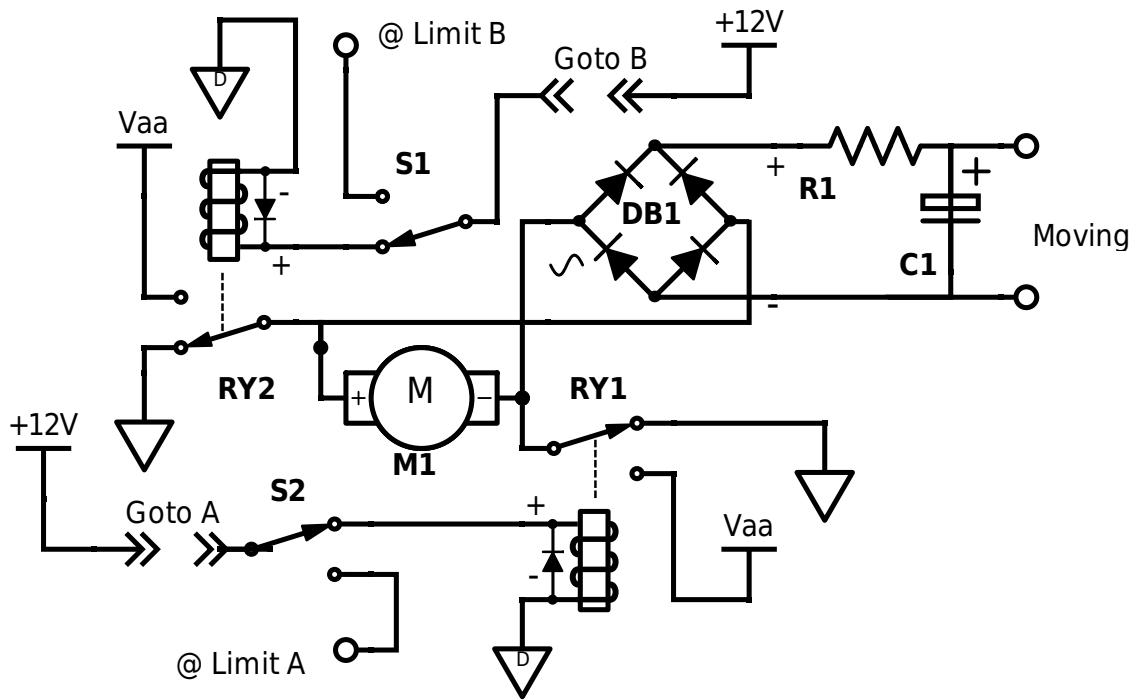 @ Limit B
+12V
Goto B
D
Vaa
S1
+
+
-
DB1
R1
Moving
+
C1
-
RY2
+
M
−
RY1
+12V
M1
S2
+
Goto A
Vaa
-
@ Limit A
D